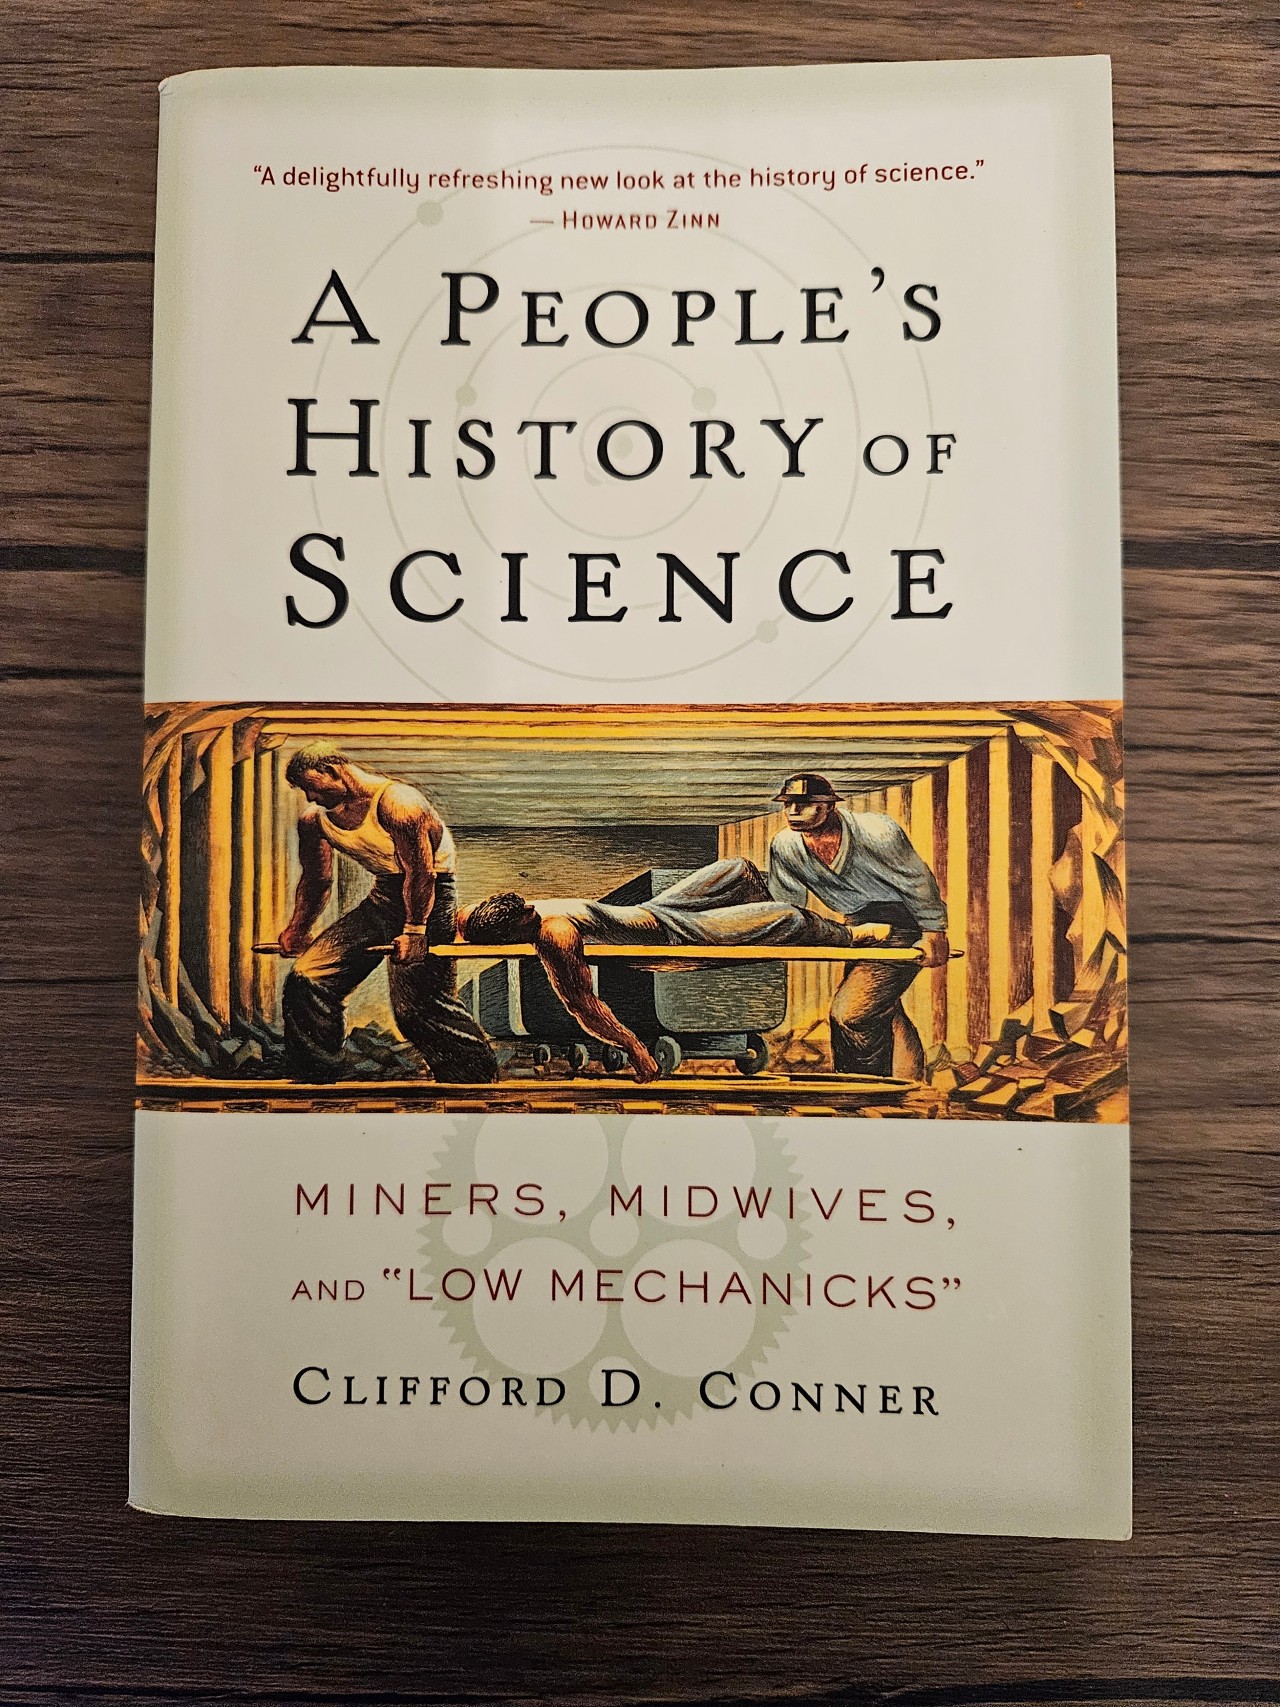 “A delightfully refreshing new look at the history of science.”
— Howard Zinn
A People’s
History of
Science
MINERS, MIDWIVES,
AND “LOW MECHANICKS”
Clifford D. Conner